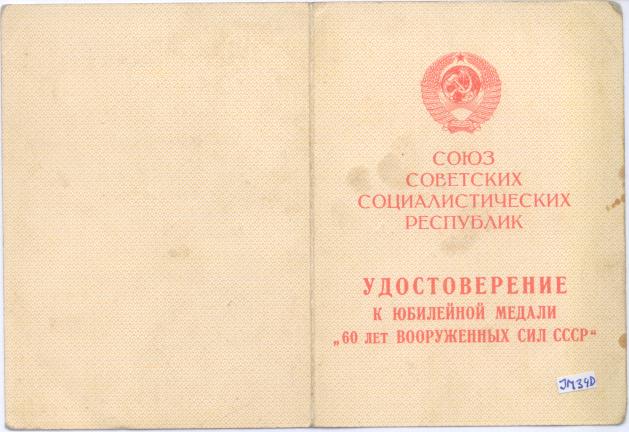 СОЮЗ
СОВЕТСКИХ
СОЦИАЛИСТИЧЕСКИХ
РЕСПУБЛИК
УДОСТОВЕРЕНИЕ
К ЮБИЛЕЙНОЙ МЕДАЛИ
„60 лет ВООРУЖЕННЫХ СИЛ СССР“
JM34D